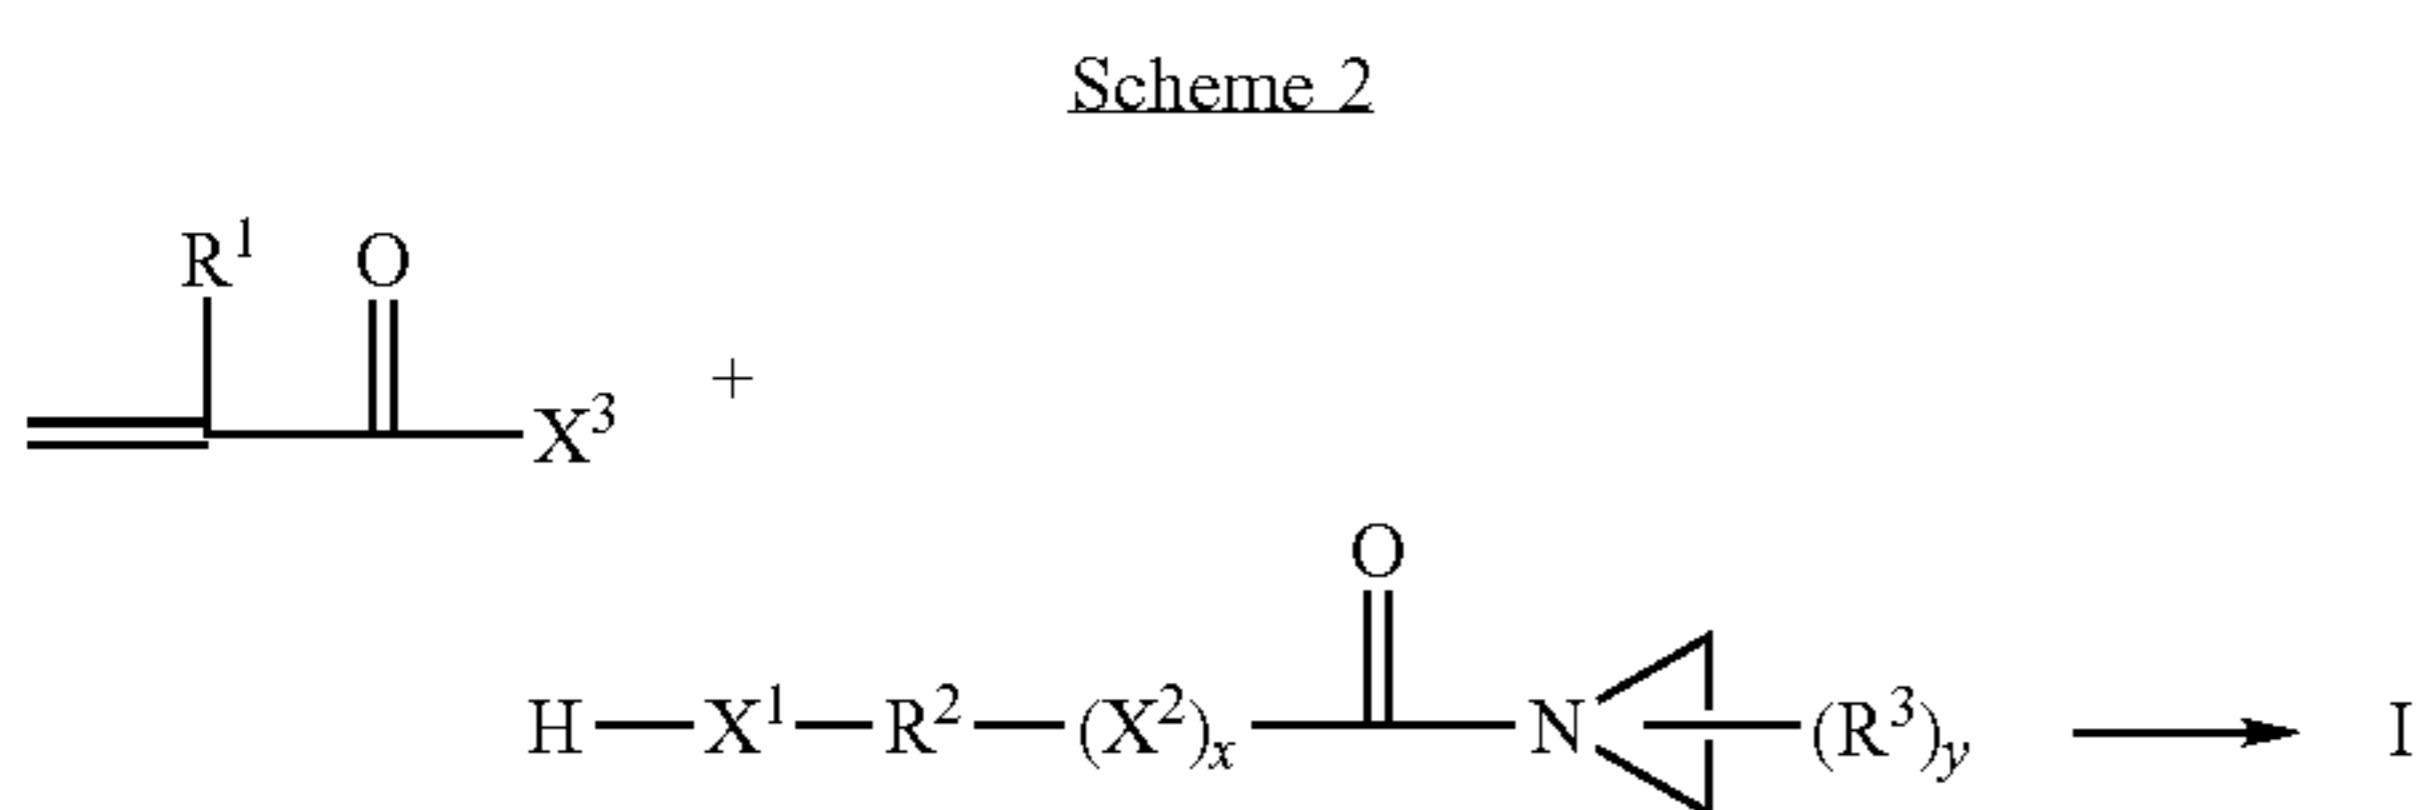 Scheme 2
R¹ O
X³ +
O
H—X¹—R²—(X²)ₓ N (R³)ᵧ I